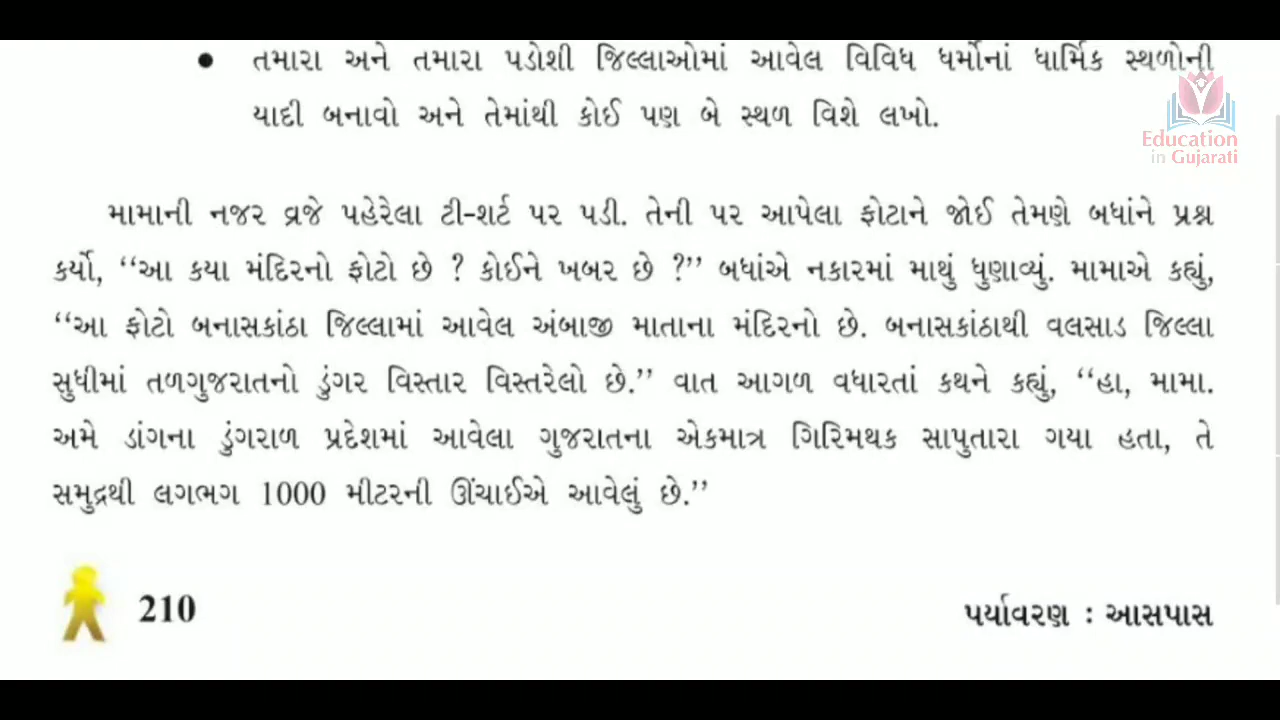 • તમારા અને તમારા પડોશી જિલ્લાઓમાં આવેલ વિવિધ ધર્મોનાં ધાર્મિક સ્થળોની
યાદી બનાવો અને તેમાંથી કોઈ પણ બે સ્થળ વિશે લખો.
Education
in Gujarati
મામાની નજર વ્રજે પહેરેલા ટી-શર્ટ પર પડી. તેની પર આપેલા ફોટાને જોઈ તેમણે બધાંને પ્રશ્ન
કર્યો, “આ કયા મંદિરનો ફોટો છે ? કોઈને ખબર છે ?” બધાંએ નકારમાં માથું ધુણાવ્યું. મામાએ કહ્યું,
“આ ફોટો બનાસકાંઠા જિલ્લામાં આવેલ અંબાજી માતાના મંદિરનો છે. બનાસકાંઠાથી વલસાડ જિલ્લા
સુધીમાં તળગુજરાતનો ડુંગર વિસ્તાર વિસ્તરેલો છે.” વાત આગળ વધારતાં કથને કહ્યું, “હા, મામા.
અમે ડાંગના ડુંગરાળ પ્રદેશમાં આવેલા ગુજરાતના એકમાત્ર ગિરિમથક સાપુતારા ગયા હતા, તે
સમુદ્રથી લગભગ 1000 મીટરની ઊંચાઈએ આવેલું છે.”
210
પર્યાવરણ : આસપાસ